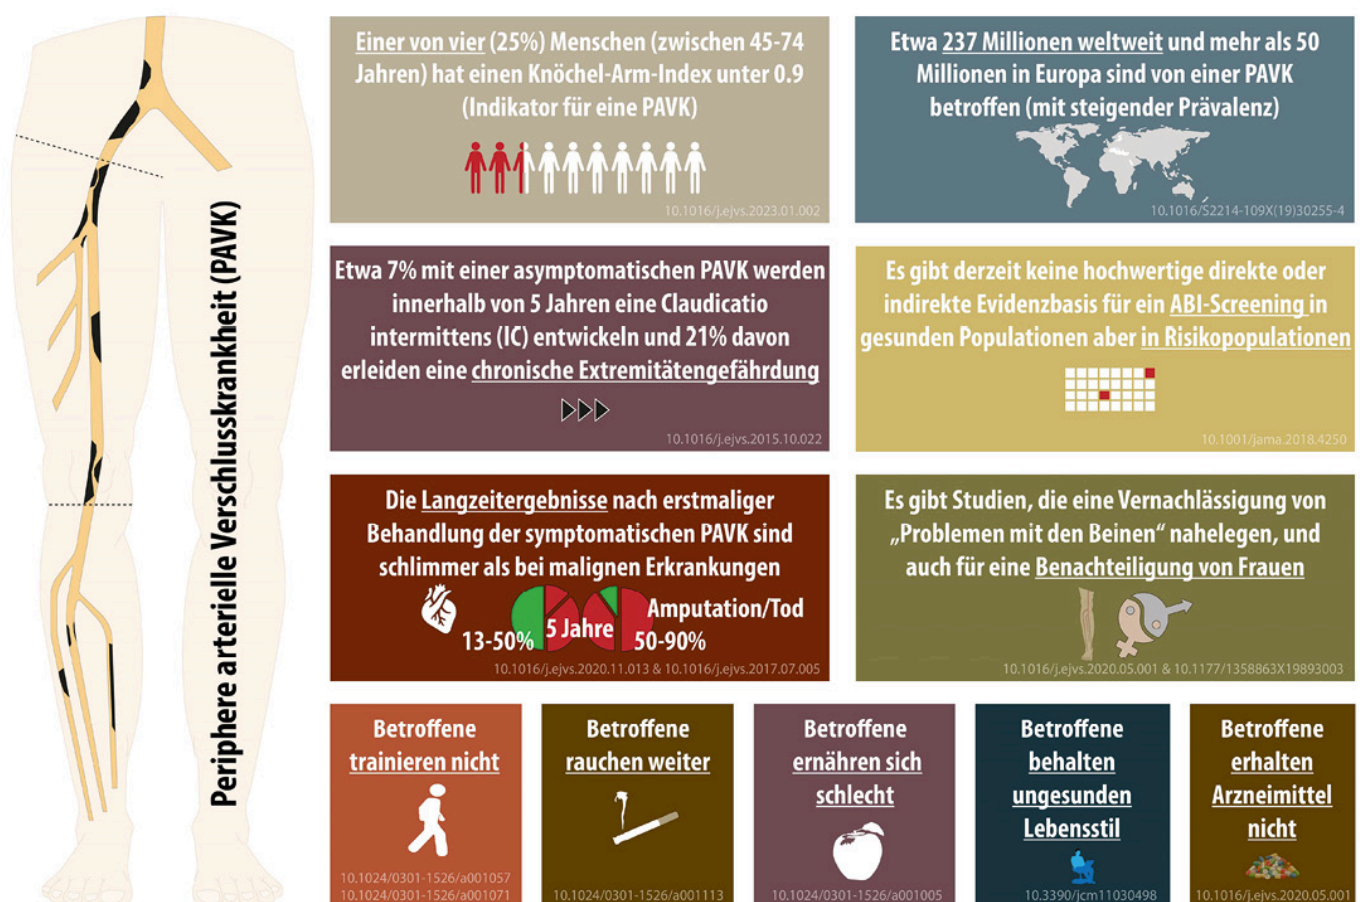 Periphere arterielle Verschlusskrankheit (PAVK)
Einer von vier (25%) Menschen (zwischen 45-74
Jahren) hat einen Knöchel-Arm-Index unter 0.9
(Indikator für eine PAVK)
10.1016/j.ejvs.2023.01.002
Etwa 237 Millionen weltweit und mehr als 50
Millionen in Europa sind von einer PAVK
betroffen (mit steigender Prävalenz)
10.1016/S2214-109X(19)30255-4
Etwa 7% mit einer asymptomatischen PAVK werden
innerhalb von 5 Jahren eine Claudicatio
intermittens (IC) entwickeln und 21% davon
erleiden eine chronische Extremitätengefährdung
10.1016/j.ejvs.2015.10.022
Es gibt derzeit keine hochwertige direkte oder
indirekte Evidenzbasis für ein ABI-Screening in
gesunden Populationen aber in Risikopopulationen
10.1001/jama.2018.4250
Die Langzeitergebnisse nach erstmaliger
Behandlung der symptomatischen PAVK sind
schlimmer als bei malignen Erkrankungen
Amputation/Tod
13-50% 5 Jahre 50-90%
10.1016/j.ejvs.2020.11.013 & 10.1016/j.ejvs.2017.07.005
Es gibt Studien, die eine Vernachlässigung von
„Problemen mit den Beinen“ nahelegen, und
auch für eine Benachteiligung von Frauen
10.1016/j.ejvs.2020.05.001 & 10.1177/1358863X19893003
Betroffene
trainieren nicht
10.1024/0301-1526/a001057
10.1024/0301-1526/a001071
Betroffene
rauchen weiter
10.1024/0301-1526/a001113
Betroffene
ernähren sich
schlecht
10.1024/0301-1526/a001005
Betroffene
behalten
ungesunden
Lebensstil
10.3390/jcm11030498
Betroffene
erhalten
Arzneimittel
nicht
10.1016/j.ejvs.2020.05.001